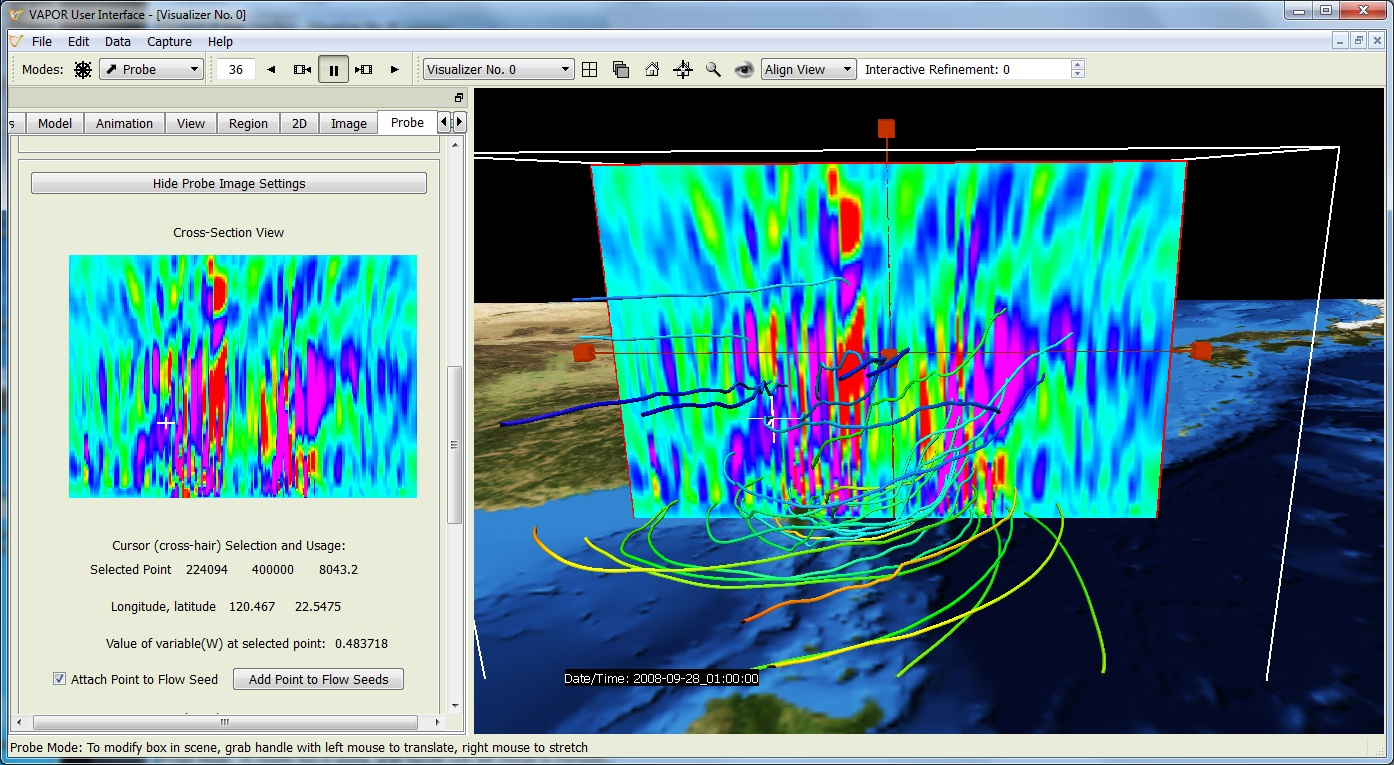 VAPOR User Interface - [Visualizer No. 0]
File Edit Data Capture Help
Modes: Probe 36 Visualizer No. 0 Align View Interactive Refinement: 0
s Model Animation View Region 2D Image Probe
Hide Probe Image Settings
Cross-Section View
Cursor (cross-hair) Selection and Usage:
Selected Point 224094 400000 8043.2
Longitude, latitude 120.467 22.5475
Value of variable(W) at selected point: 0.483718
Attach Point to Flow Seed Add Point to Flow Seeds
Date/Time: 2008-09-28_01:00:00
Probe Mode: To modify box in scene, grab handle with left mouse to translate, right mouse to stretch